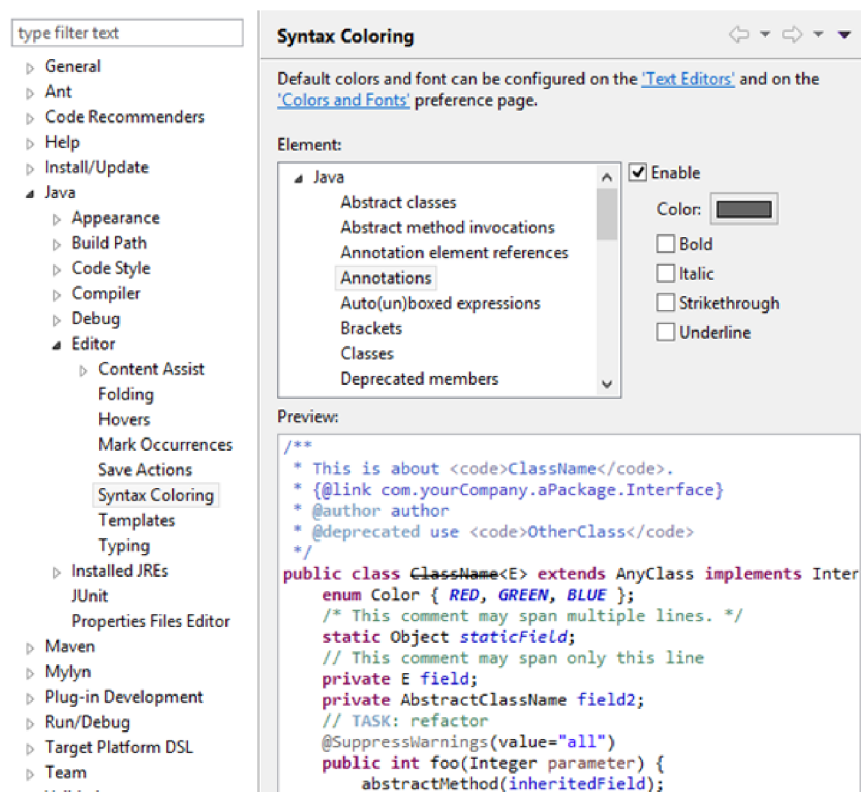 type filter text
General
Ant
Code Recommenders
Help
Install/Update
Java
Appearance
Build Path
Code Style
Compiler
Debug
Editor
Content Assist
Folding
Hovers
Mark Occurrences
Save Actions
Syntax Coloring
Templates
Typing
Installed JREs
JUnit
Properties Files Editor
Maven
Mylyn
Plug-in Development
Run/Debug
Target Platform DSL
Team
Syntax Coloring
Default colors and font can be configured on the 'Text Editors' and on the
'Colors and Fonts' preference page.
Element:
Java
Abstract classes
Abstract method invocations
Annotation element references
Annotations
Auto(un)boxed expressions
Brackets
Classes
Deprecated members
Enable
Color:
Bold
Italic
Strikethrough
Underline
Preview:
/**
 * This is about <code>ClassName</code>.
 * {@link com.yourCompany.aPackage.Interface}
 * @author author
 * @deprecated use <code>OtherClass</code>
 */
public class ClassName<E> extends AnyClass implements Inter
    enum Color { RED, GREEN, BLUE };
    /* This comment may span multiple lines. */
    static Object staticField;
    // This comment may span only this line
    private E field;
    private AbstractClassName field2;
    // TASK: refactor
    @SuppressWarnings(value="all")
    public int foo(Integer parameter) {
        abstractMethod(inheritedField);